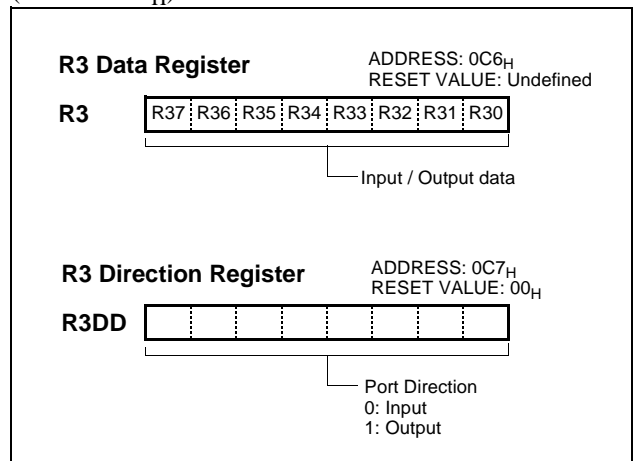 R3 Data Register
ADDRESS: 0C6H
RESET VALUE: Undefined
R3
R37 R36 R35 R34 R33 R32 R31 R30
Input / Output data
R3 Direction Register
ADDRESS: 0C7H
RESET VALUE: 00H
R3DD
Port Direction
0: Input
1: Output